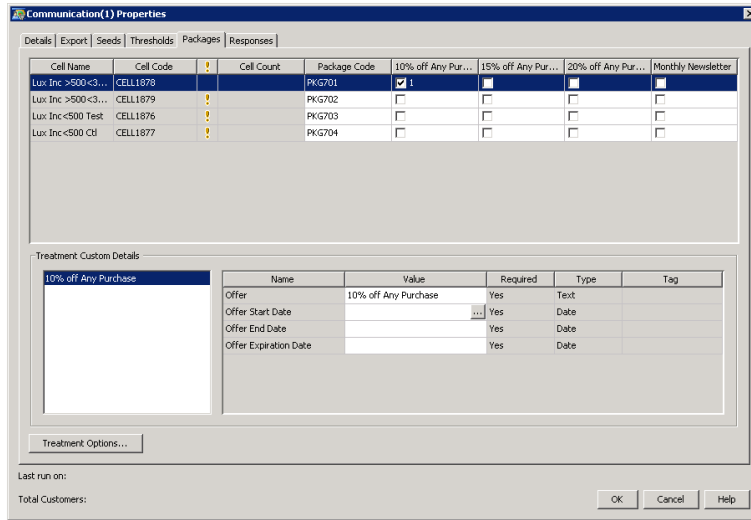 Communication(1) Properties
Details Export Seeds Thresholds Packages Responses
Cell Name Cell Code ! Cell Count Package Code 10% off Any Pur... 15% off Any Pur... 20% off Any Pur... Monthly Newsletter
Lux Inc >500<3... CELL1878 PKG701 1
Lux Inc >500<3... CELL1879 ! PKG702
Lux Inc<500 Test CELL1876 ! PKG703
Lux Inc<500 Ctl CELL1877 ! PKG704
Treatment Custom Details
10% off Any Purchase
Name Value Required Type Tag
Offer 10% off Any Purchase Yes Text
Offer Start Date ... Yes Date
Offer End Date Yes Date
Offer Expiration Date Yes Date
Treatment Options...
Last run on:
Total Customers:
OK Cancel Help